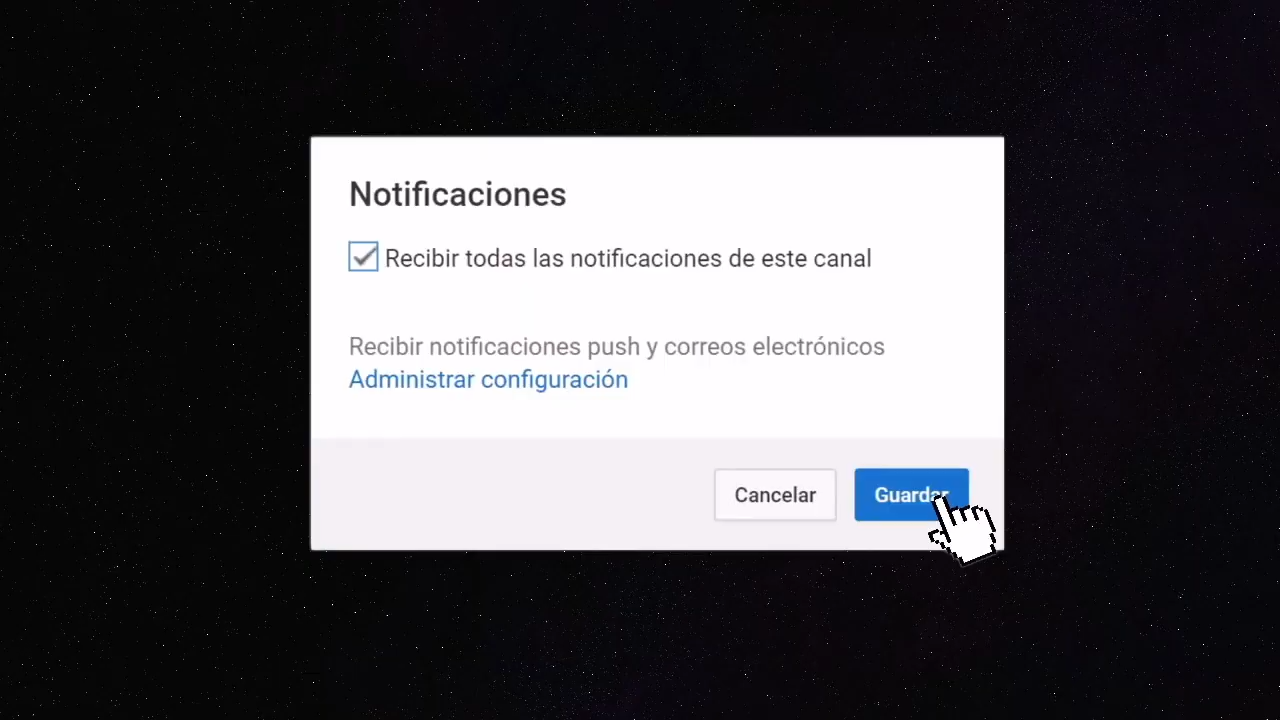 Notificaciones
Recibir todas las notificaciones de este canal
Recibir notificaciones push y correos electrónicos
Administrar configuración
Cancelar
Guardar